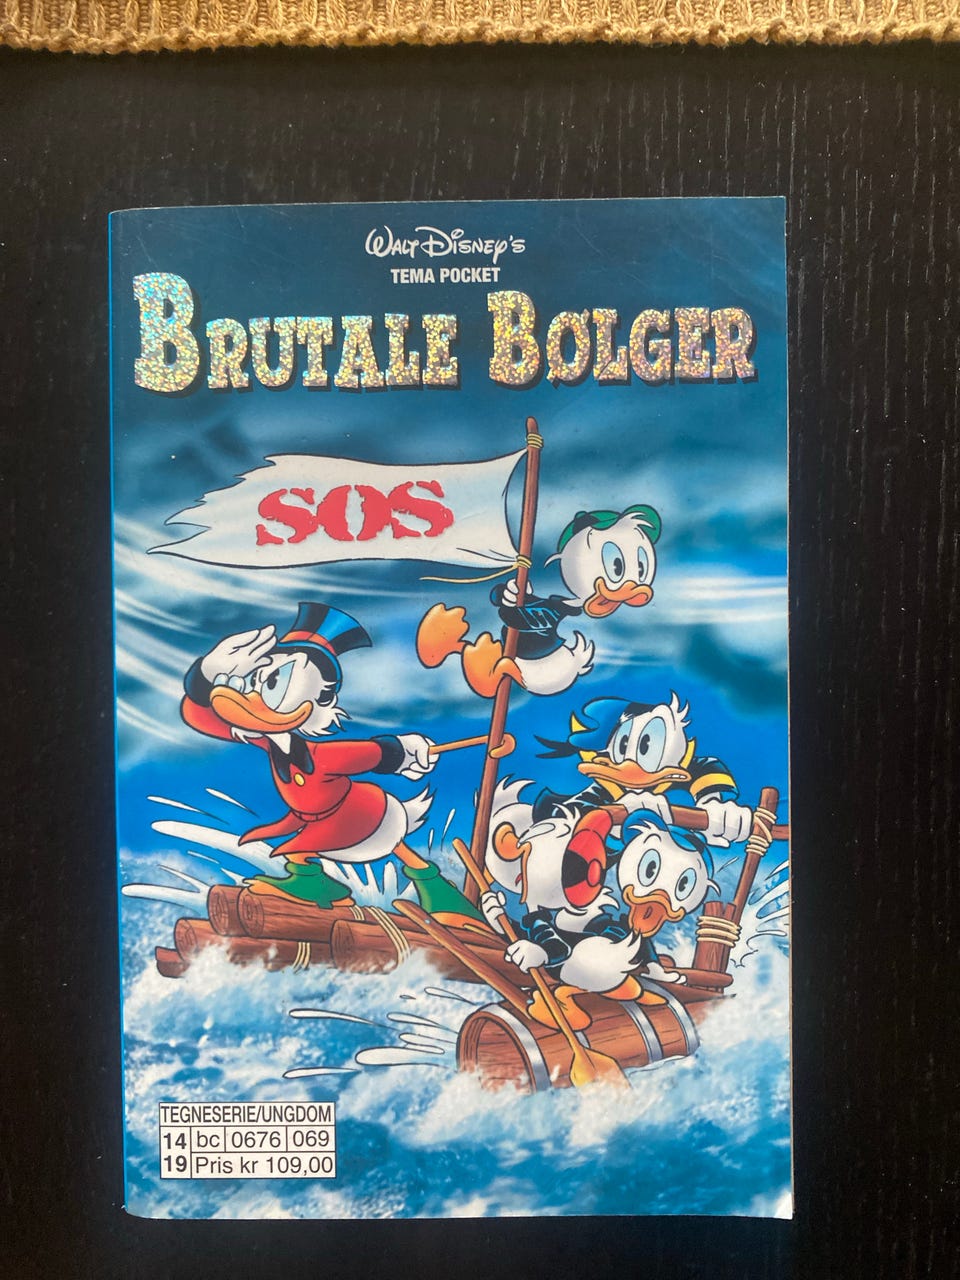 Walt Disney's
TEMA POCKET
BRUTALE BØLGER
SOS
TEGNESERIE/UNGDOM
14 bc 0676 069
19 Pris kr 109,00